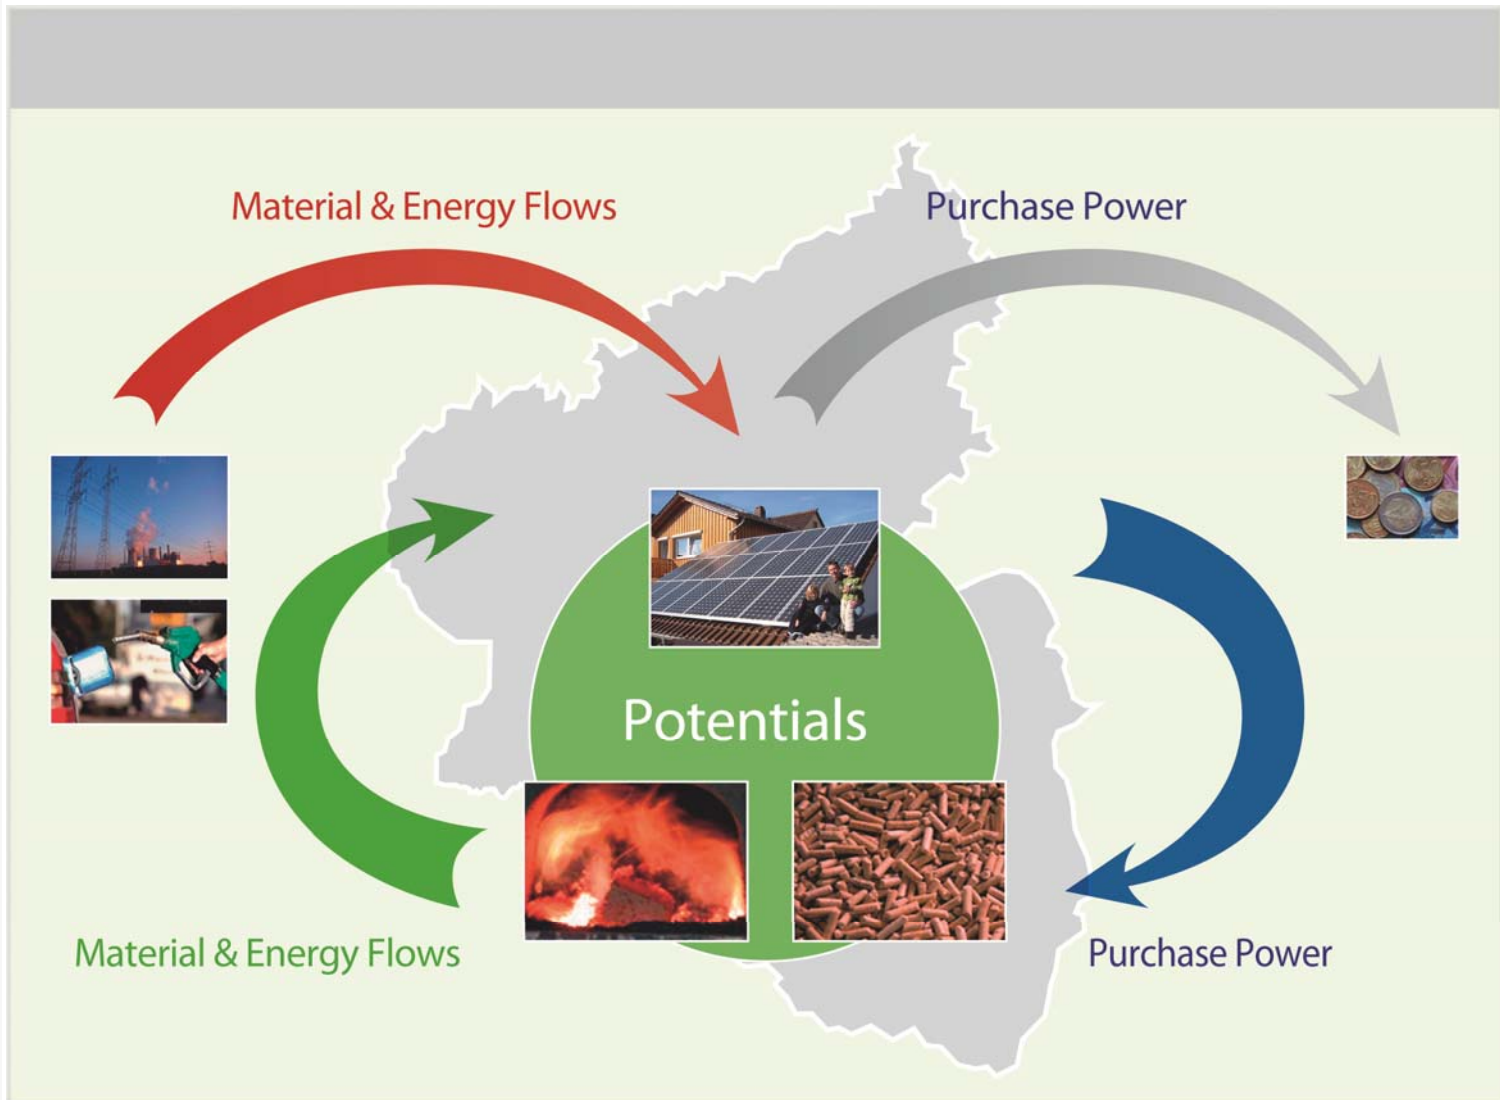 Material & Energy Flows
Purchase Power
Potentials
Material & Energy Flows
Purchase Power